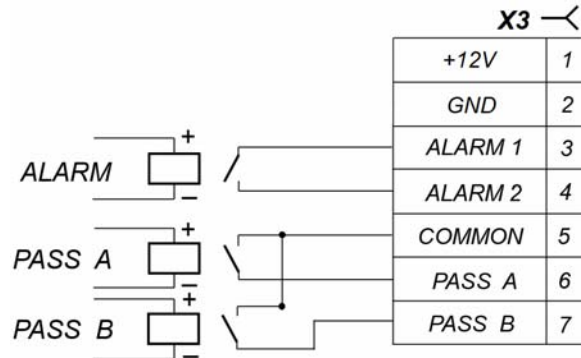 X3
+12V 1
GND 2
+
ALARM
ALARM 1 3
−
ALARM 2 4
+
COMMON 5
PASS A
−
PASS A 6
+
PASS B
PASS B 7
−